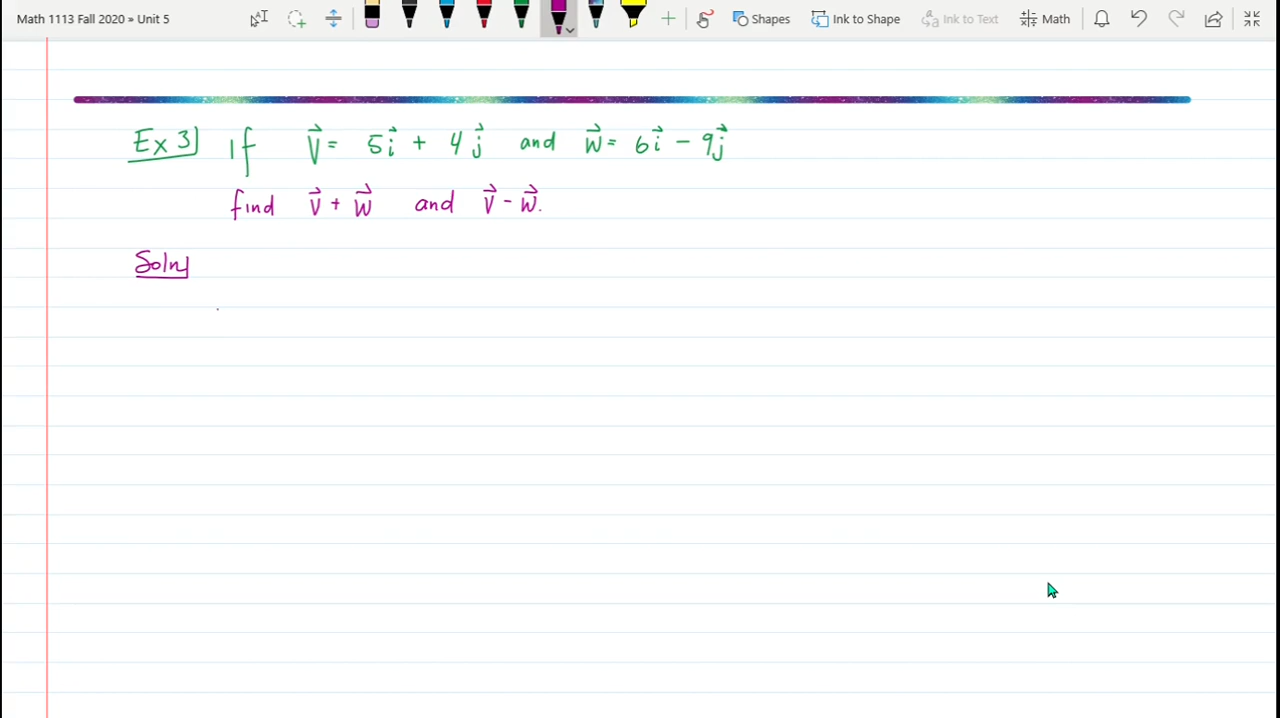 Math 1113 Fall 2020 » Unit 5 Shapes Ink to Shape Ink to Text Math
Ex 3] If v⃗ = 5i⃗ + 4j⃗ and w⃗ = 6i⃗ - 9j⃗
find v⃗ + w⃗ and v⃗ - w⃗.
Soln